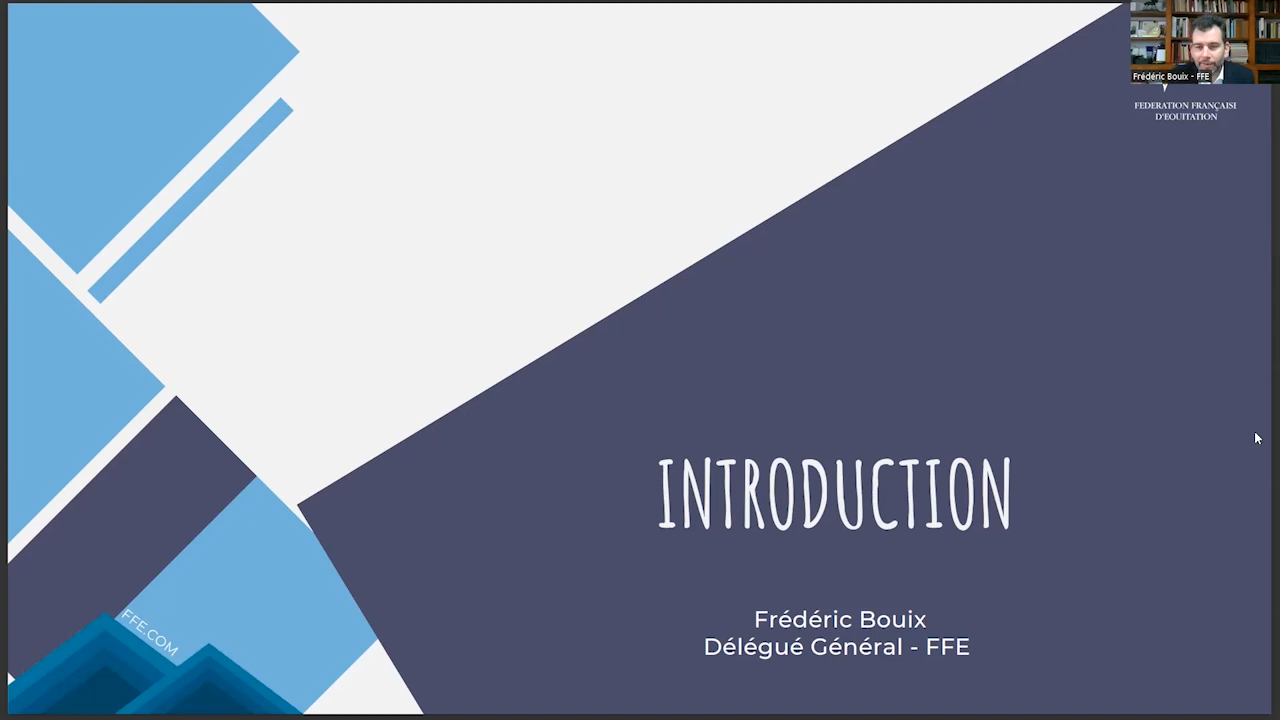 Frédéric Bouix - FFE
FEDERATION FRANÇAISE
D'EQUITATION
INTRODUCTION
Frédéric Bouix
Délégué Général - FFE
FFE.COM